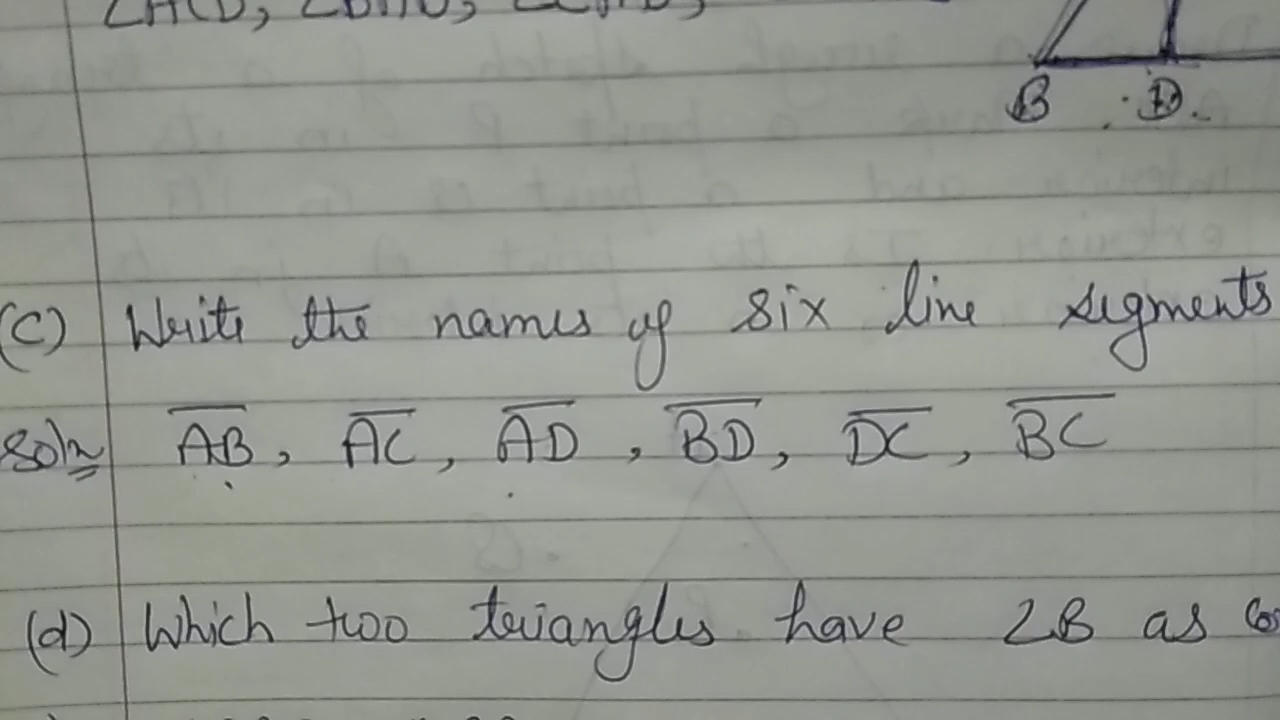 B D.
(c) Write the names of six line segments
Soln AB, AC, AD, BD, DC, BC
(d) Which two triangles have ∠B as